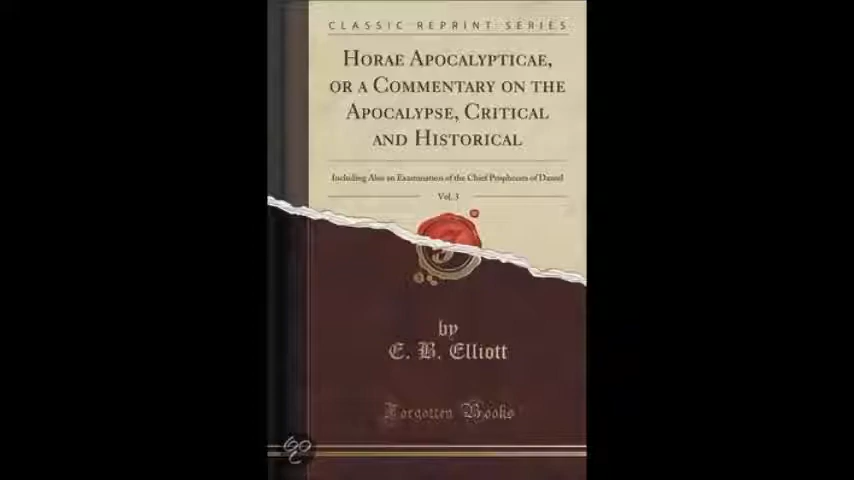 CLASSIC REPRINT SERIES
HORAE APOCALYPTICAE,
OR A COMMENTARY ON THE
APOCALYPSE, CRITICAL
AND HISTORICAL
Including Also an Examination of the Chief Prophecies of Daniel
Vol. 3
by
E. B. Elliott
Forgotten Books